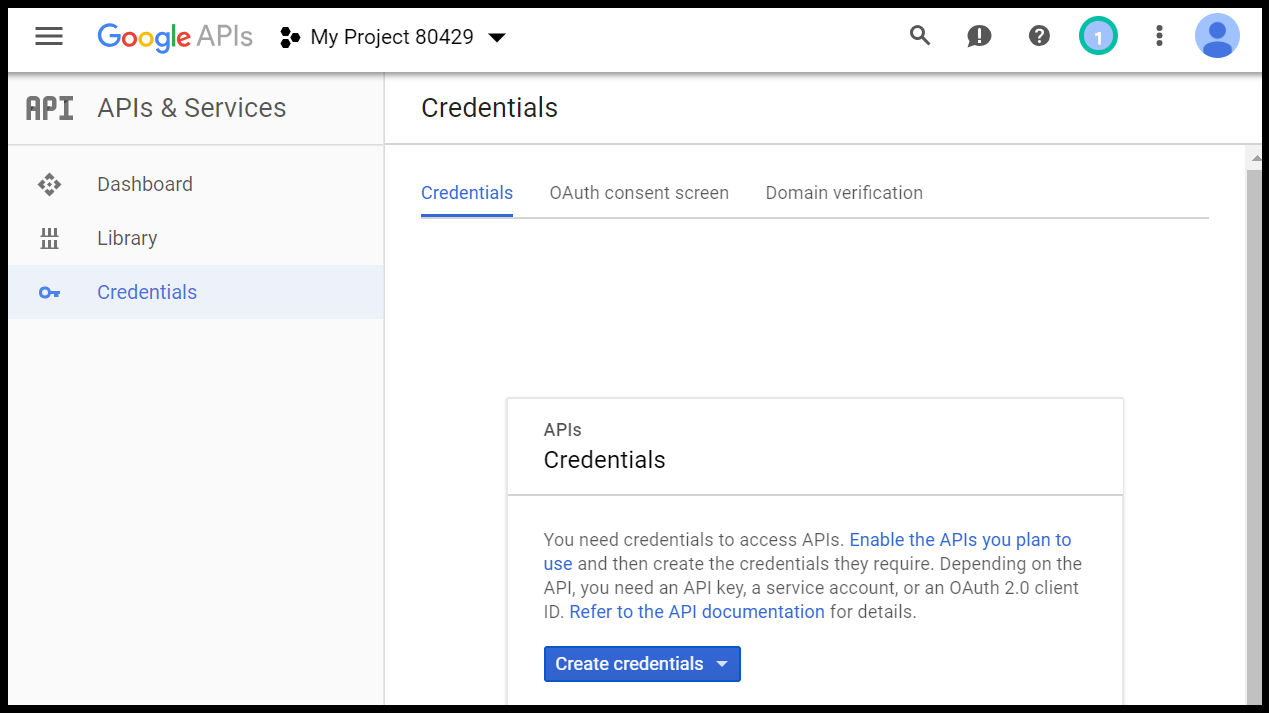 Google APIs My Project 80429 1
API APIs & Services
Credentials
Dashboard
Library
Credentials
Credentials OAuth consent screen Domain verification
APIs
Credentials
You need credentials to access APIs. Enable the APIs you plan to
use and then create the credentials they require. Depending on the
API, you need an API key, a service account, or an OAuth 2.0 client
ID. Refer to the API documentation for details.
Create credentials